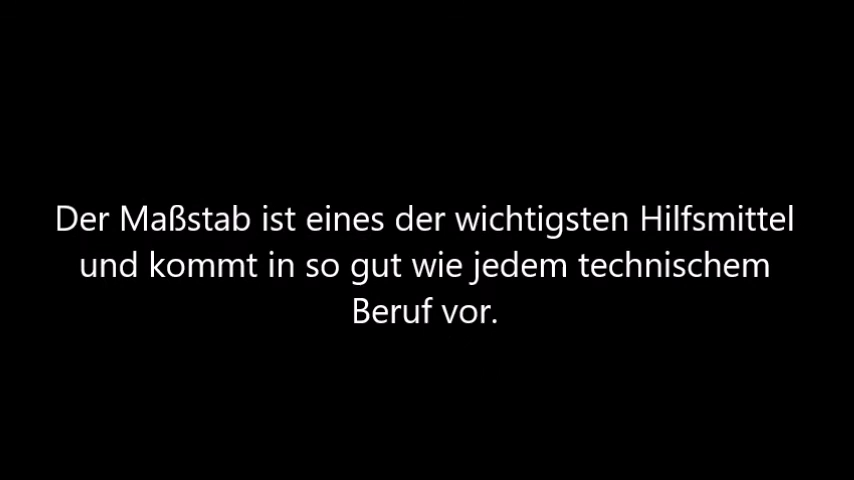 Der Maßstab ist eines der wichtigsten Hilfsmittel
und kommt in so gut wie jedem technischem
Beruf vor.